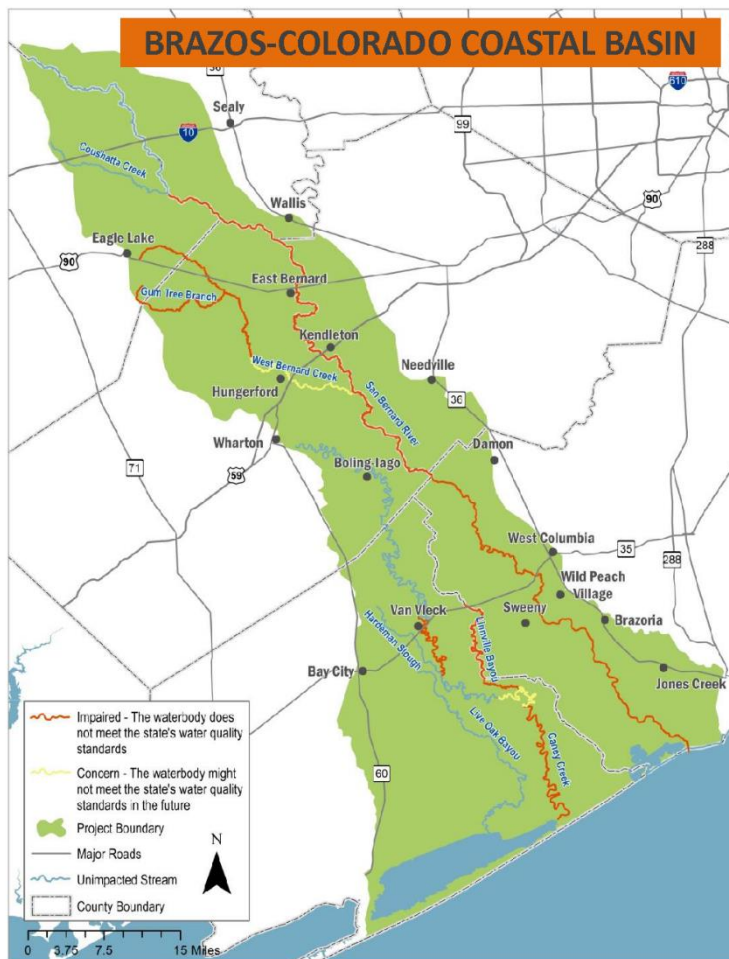 BRAZOS-COLORADO COASTAL BASIN
36
Sealy
10
610
99
Coushatta Creek
Wallis
90
288
Eagle Lake
90
East Bernard
Gum Tree Branch
Kendleton
West Bernard Creek
Needville
Hungerford
36
San Bernard River
Wharton
Damon
Boling-Iago
71
59
West Columbia
35
288
Wild Peach
Village
Van Vleck
Sweeny
Brazoria
Linnville Bayou
Hardeman Slough
Bay City
Jones Creek
Live Oak Bayou
Caney Creek
60
Impaired - The waterbody does
not meet the state's water quality
standards
Concern - The waterbody might
not meet the state's water quality
standards in the future
Project Boundary
N
Major Roads
Unimpacted Stream
County Boundary
0 3.75 7.5 15 Miles